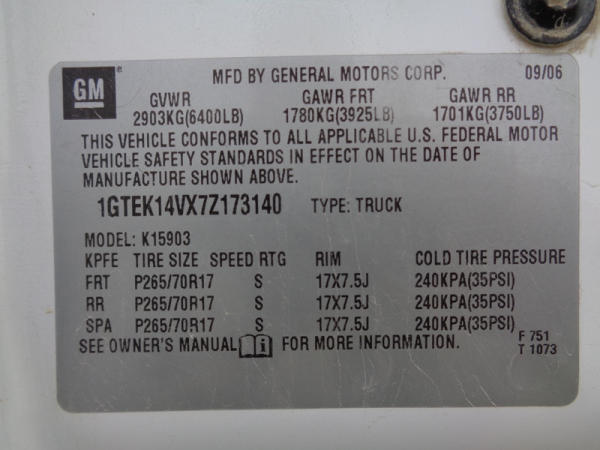 GM ® MFD BY GENERAL MOTORS CORP. 09/06
GVWR GAWR FRT GAWR RR
2903KG(6400LB) 1780KG(3925LB) 1701KG(3750LB)
THIS VEHICLE CONFORMS TO ALL APPLICABLE U.S. FEDERAL MOTOR
VEHICLE SAFETY STANDARDS IN EFFECT ON THE DATE OF
MANUFACTURE SHOWN ABOVE.
1GTEK14VX7Z173140 TYPE: TRUCK
MODEL: K15903
KPFE TIRE SIZE SPEED RTG RIM COLD TIRE PRESSURE
FRT P265/70R17 S 17X7.5J 240KPA(35PSI)
RR P265/70R17 S 17X7.5J 240KPA(35PSI)
SPA P265/70R17 S 17X7.5J 240KPA(35PSI)
SEE OWNER'S MANUAL i FOR MORE INFORMATION. F 751
T 1073